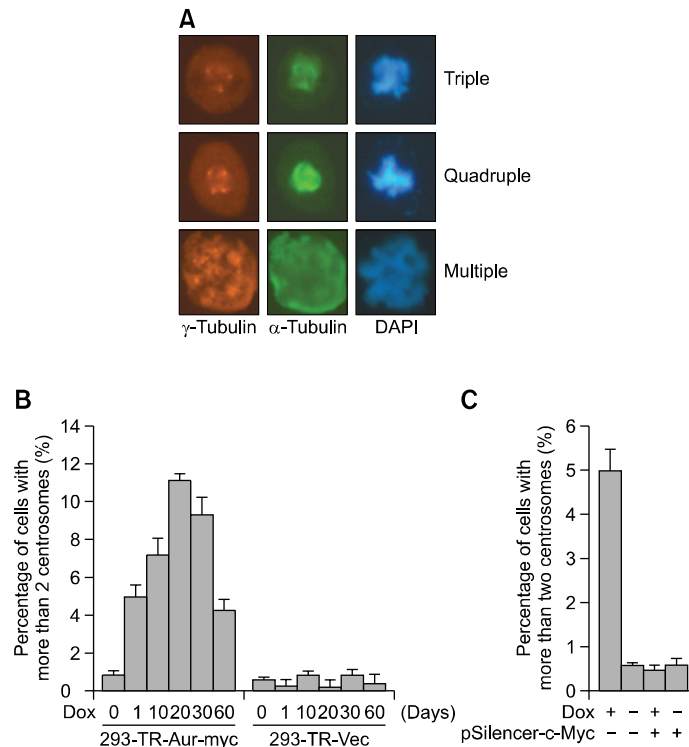 A
Triple
Quadruple
Multiple
γ-Tubulin α-Tubulin DAPI
B
Percentage of cells with
more than 2 centrosomes (%)
14
12
10
8
6
4
2
0
Dox 0 1 10 20 30 60 0 1 10 20 30 60 (Days)
293-TR-Aur-myc 293-TR-Vec
C
Percentage of cells with
more than two centrosomes (%)
6
5
4
3
2
1
0
Dox + − + −
pSilencer-c-Myc − − + +